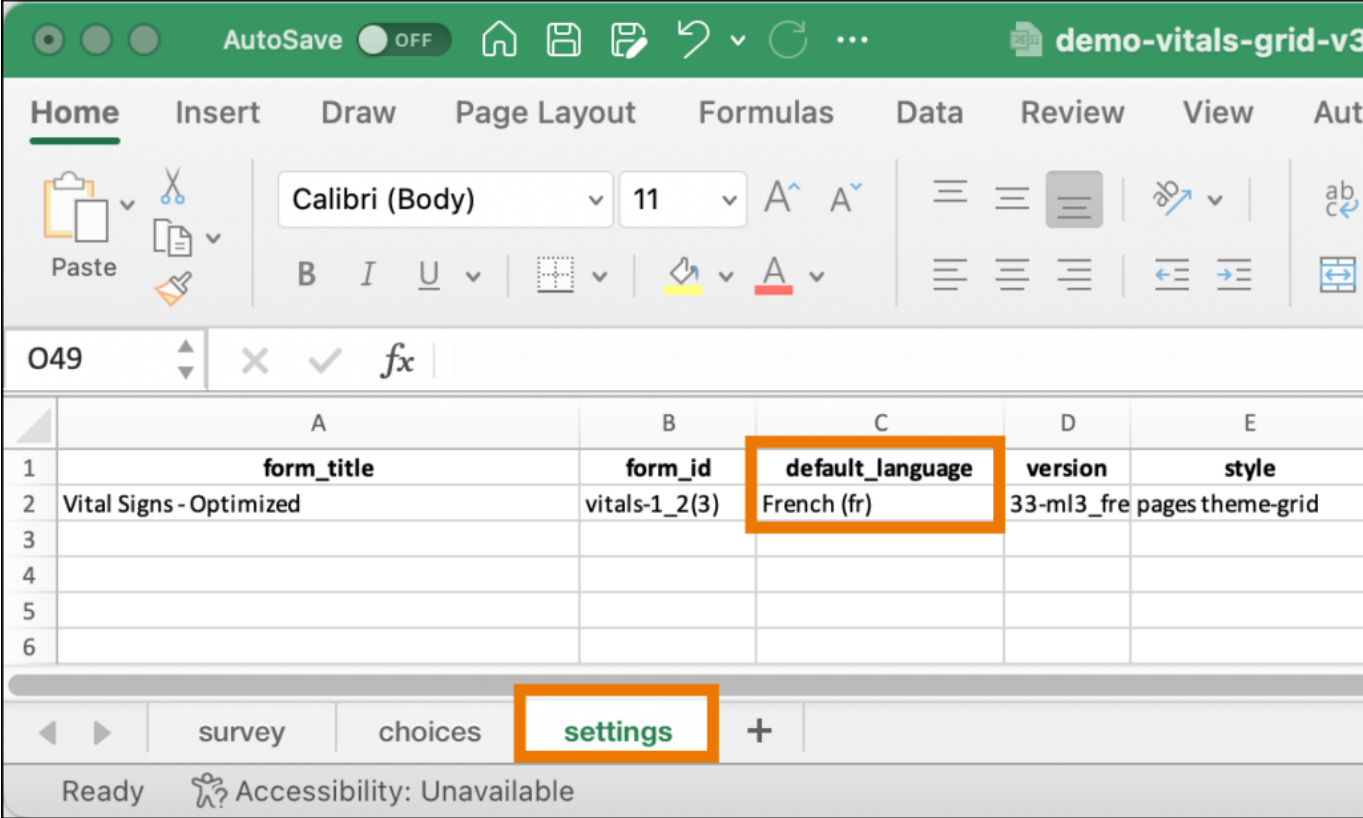 AutoSave OFF demo-vitals-grid-v3
Home Insert Draw Page Layout Formulas Data Review View Aut
Calibri (Body) 11 A A
ab
c
Paste
B I U A
O49 fx
A B C D E
1 form_title form_id default_language version style
2 Vital Signs - Optimized vitals-1_2(3) French (fr) 33-ml3_fre pages theme-grid
3
4
5
6
survey choices settings +
Ready Accessibility: Unavailable